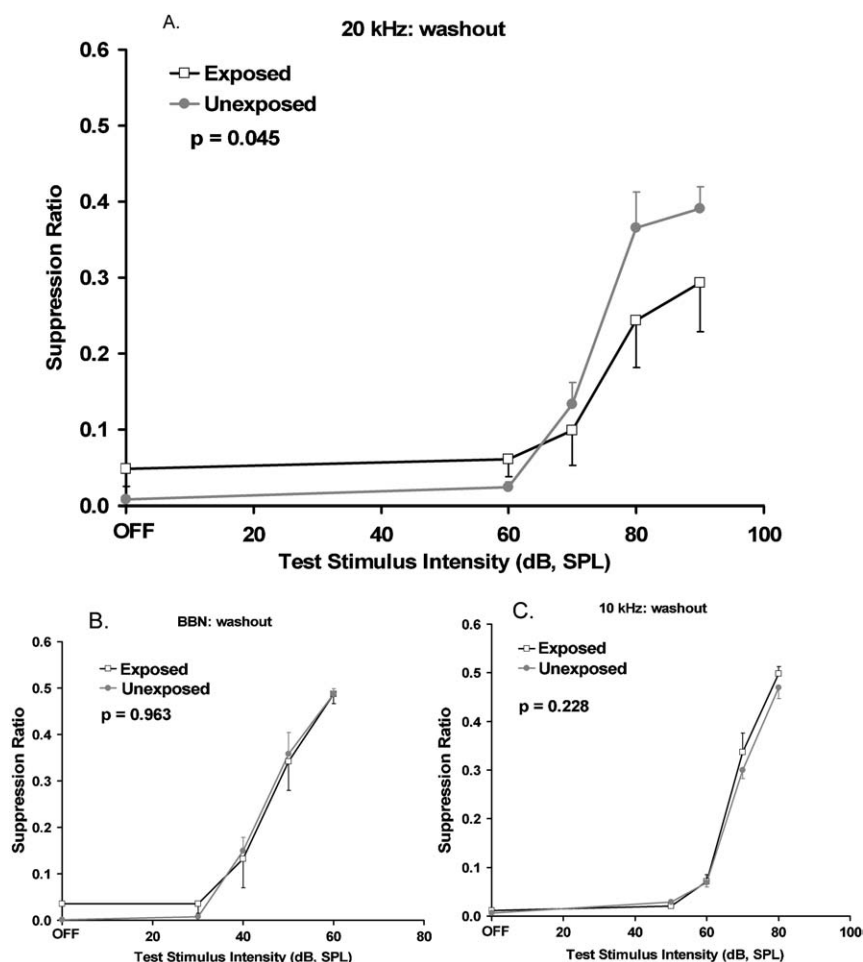 A.
20 kHz: washout
0.6
Exposed
Unexposed
p = 0.045
0.5
0.4
0.3
0.2
0.1
0.0
Suppression Ratio
OFF 20 40 60 80 100
Test Stimulus Intensity (dB, SPL)
B.
BBN: washout
0.6
Exposed
Unexposed
p = 0.963
0.5
0.4
0.3
0.2
0.1
0.0
Suppression Ratio
OFF 20 40 60 80
Test Stimulus Intensity (dB, SPL)
C.
10 kHz: washout
0.6
Exposed
Unexposed
p = 0.228
0.5
0.4
0.3
0.2
0.1
0.0
Suppression Ratio
OFF 20 40 60 80 100
Test Stimulus Intensity (dB, SPL)